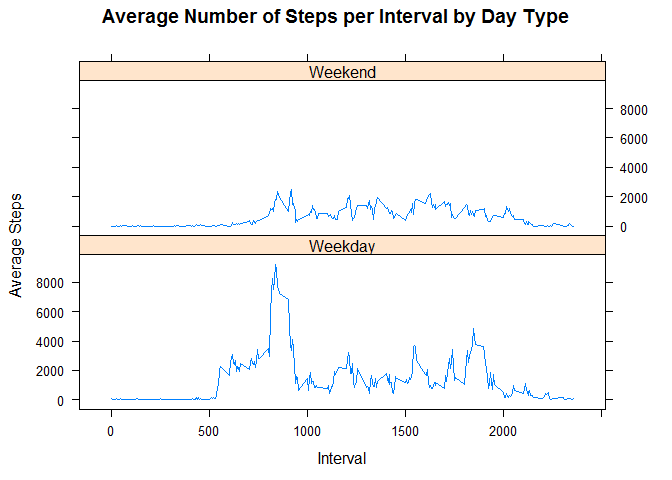 Average Number of Steps per Interval by Day Type
Weekend
8000
6000
4000
2000
0
Average Steps
Weekday
8000
6000
4000
2000
0
0 500 1000 1500 2000
Interval